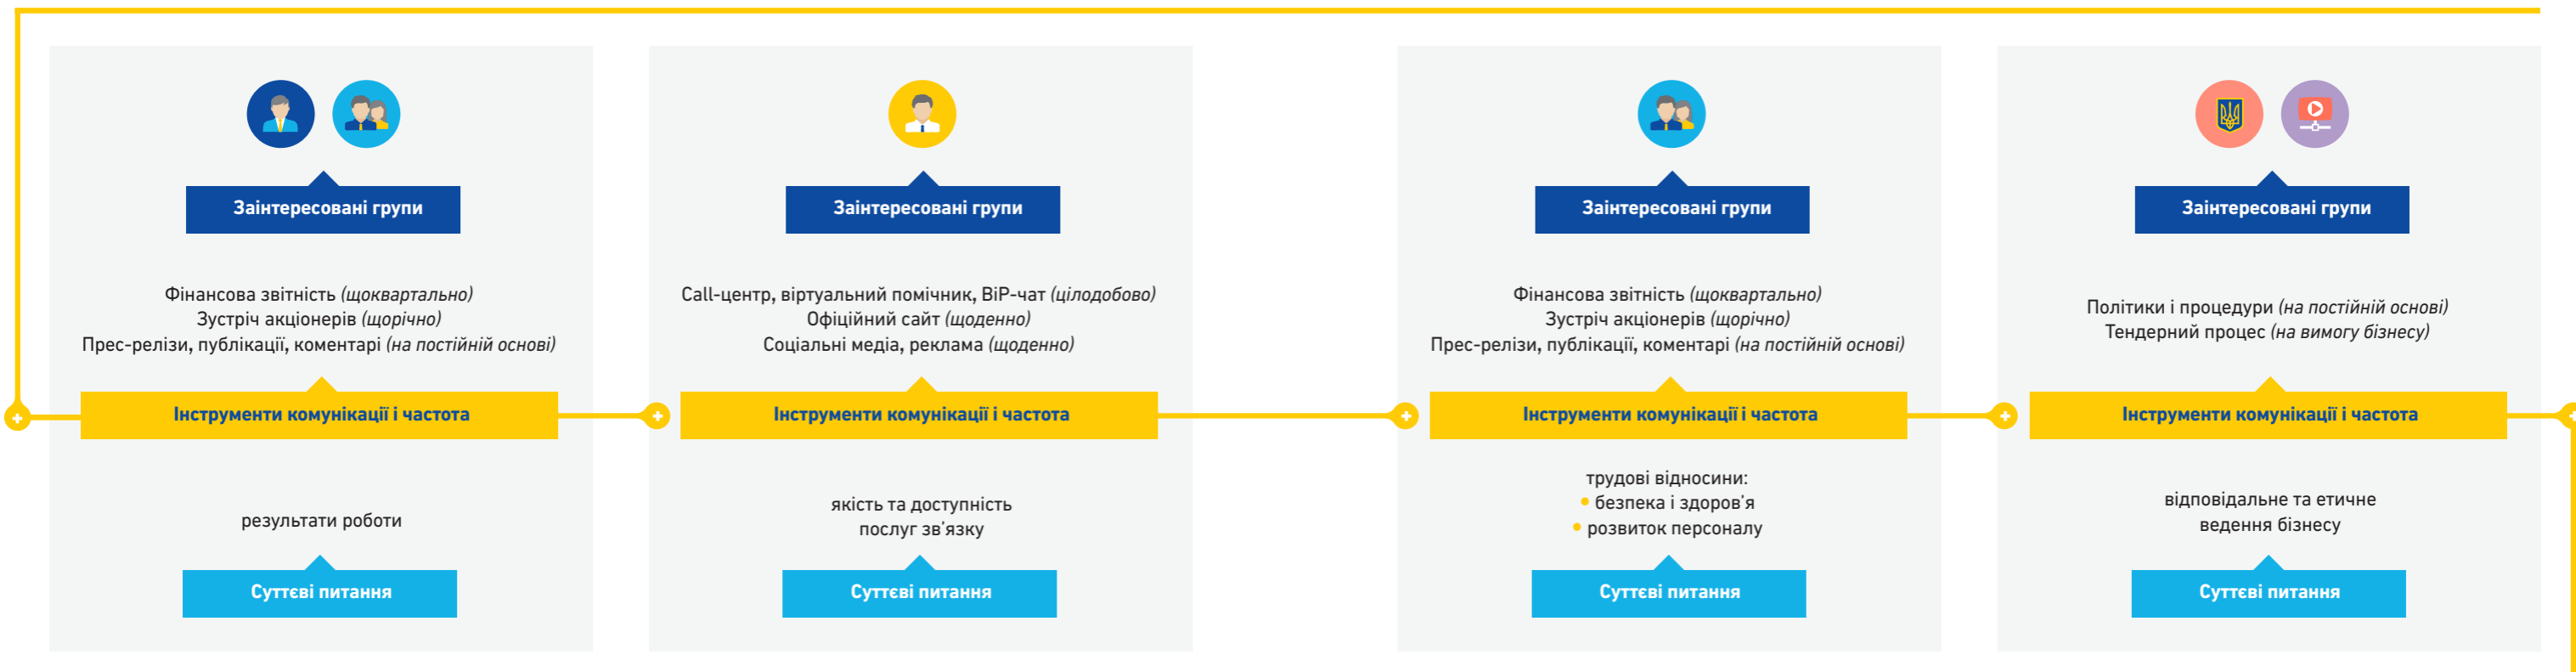 Заінтересовані групи
Фінансова звітність (щоквартально)
Зустріч акціонерів (щорічно)
Прес-релізи, публікації, коментарі (на постійній основі)
Інструменти комунікації і частота
результати роботи
Суттєві питання
Заінтересовані групи
Call-центр, віртуальний помічник, BiP-чат (цілодобово)
Офіційний сайт (щоденно)
Соціальні медіа, реклама (щоденно)
Інструменти комунікації і частота
якість та доступність
послуг зв’язку
Суттєві питання
Заінтересовані групи
Фінансова звітність (щоквартально)
Зустріч акціонерів (щорічно)
Прес-релізи, публікації, коментарі (на постійній основі)
Інструменти комунікації і частота
трудові відносини:
• безпека і здоров’я
• розвиток персоналу
Суттєві питання
Заінтересовані групи
Політики і процедури (на постійній основі)
Тендерний процес (на вимогу бізнесу)
Інструменти комунікації і частота
відповідальне та етичне
ведення бізнесу
Суттєві питання